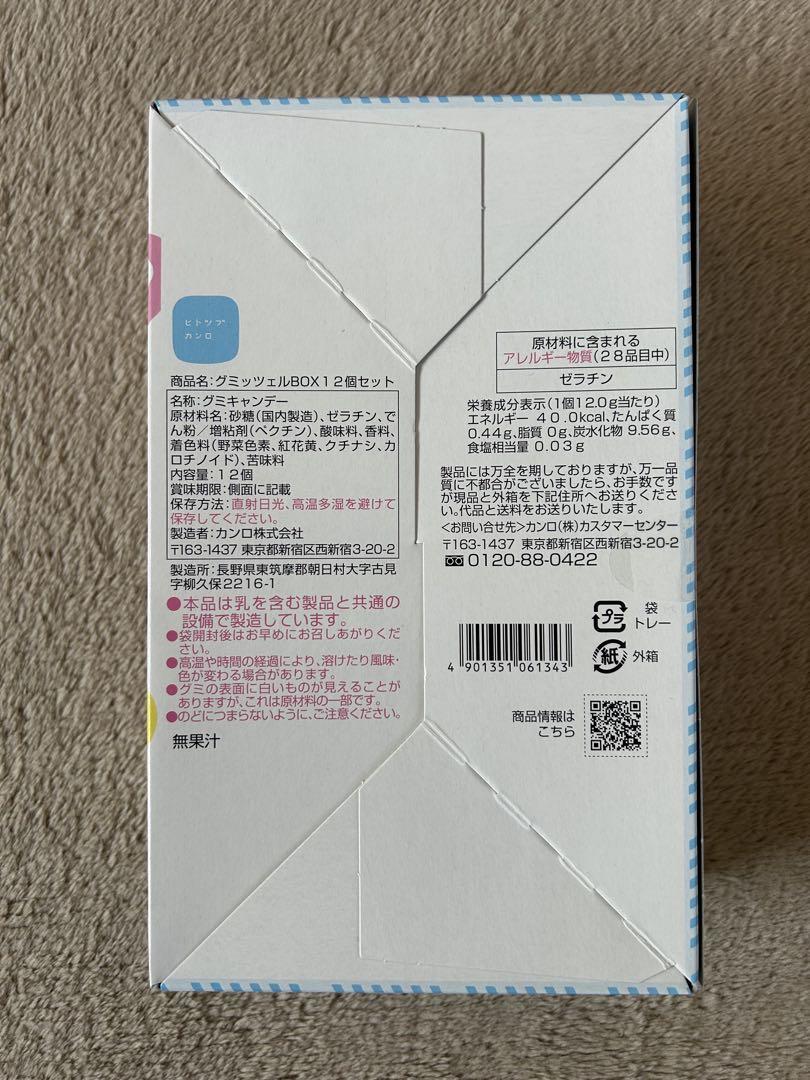 ヒトツブ
カンロ
商品名:グミッツェルBOX12個セット
名称:グミキャンデー
原材料名:砂糖(国内製造)、ゼラチン、で
ん粉/増粘剤(ペクチン)、酸味料、香料、
着色料(野菜色素、紅花黄、クチナシ、カ
ロチノイド)、苦味料
内容量:12個
賞味期限:側面に記載
保存方法:直射日光、高温多湿を避けて
保存してください。
製造者:カンロ株式会社
〒163-1437 東京都新宿区西新宿3-20-2
製造所:長野県東筑摩郡朝日村大字古見
字柳久保2216-1
●本品は乳を含む製品と共通の
設備で製造しています。
●袋開封後はお早めにお召しあがりくだ
さい。
●高温や時間の経過により、溶けたり風味・
色が変わる場合があります。
●グミの表面に白いものが見えることが
ありますが、これは原材料の一部です。
●のどにつまらないように、ご注意ください。
無果汁
原材料に含まれる
アレルギー物質(28品目中)
ゼラチン
栄養成分表示(1個12.0g当たり)
エネルギー 40.0kcal、たんぱく質
0.44g、脂質 0g、炭水化物 9.56g、
食塩相当量 0.03g
製品には万全を期しておりますが、万一品
質に不都合がございましたら、お手数です
が現品と外箱を下記住所へお送りくださ
い。代品と送料をお送りいたします。
<お問い合せ先>カンロ(株)カスタマーセンター
〒163-1437 東京都新宿区西新宿3-20-2
0120-88-0422
プラ
袋
トレー
紙
外箱
4 901351 061343
商品情報は
こちら